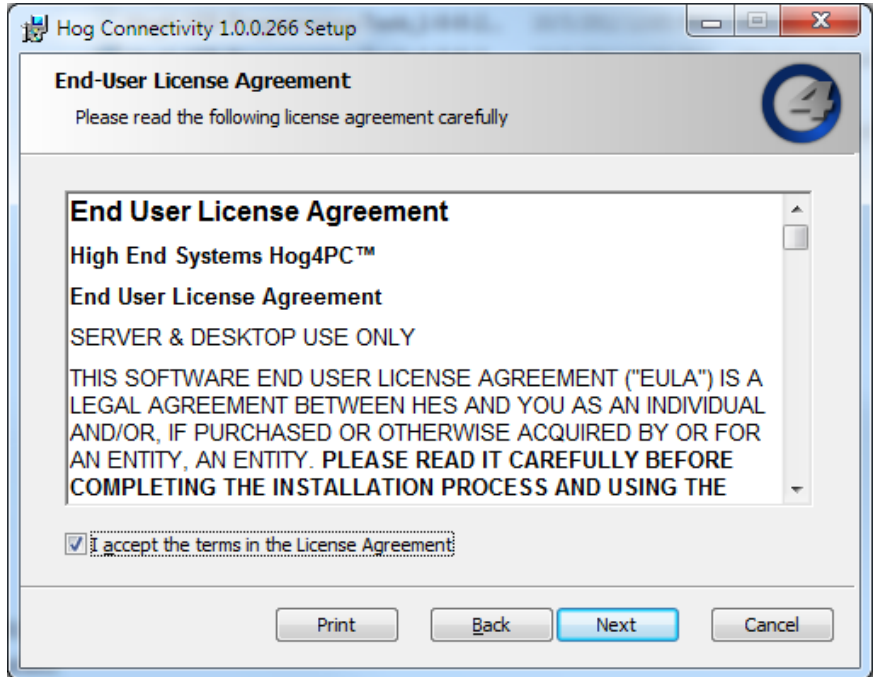 Hog Connectivity 1.0.0.266 Setup
End-User License Agreement
Please read the following license agreement carefully
4
End User License Agreement
High End Systems Hog4PC™
End User License Agreement
SERVER & DESKTOP USE ONLY
THIS SOFTWARE END USER LICENSE AGREEMENT ("EULA") IS A
LEGAL AGREEMENT BETWEEN HES AND YOU AS AN INDIVIDUAL
AND/OR, IF PURCHASED OR OTHERWISE ACQUIRED BY OR FOR
AN ENTITY, AN ENTITY. PLEASE READ IT CAREFULLY BEFORE
COMPLETING THE INSTALLATION PROCESS AND USING THE
I accept the terms in the License Agreement
Print Back Next Cancel